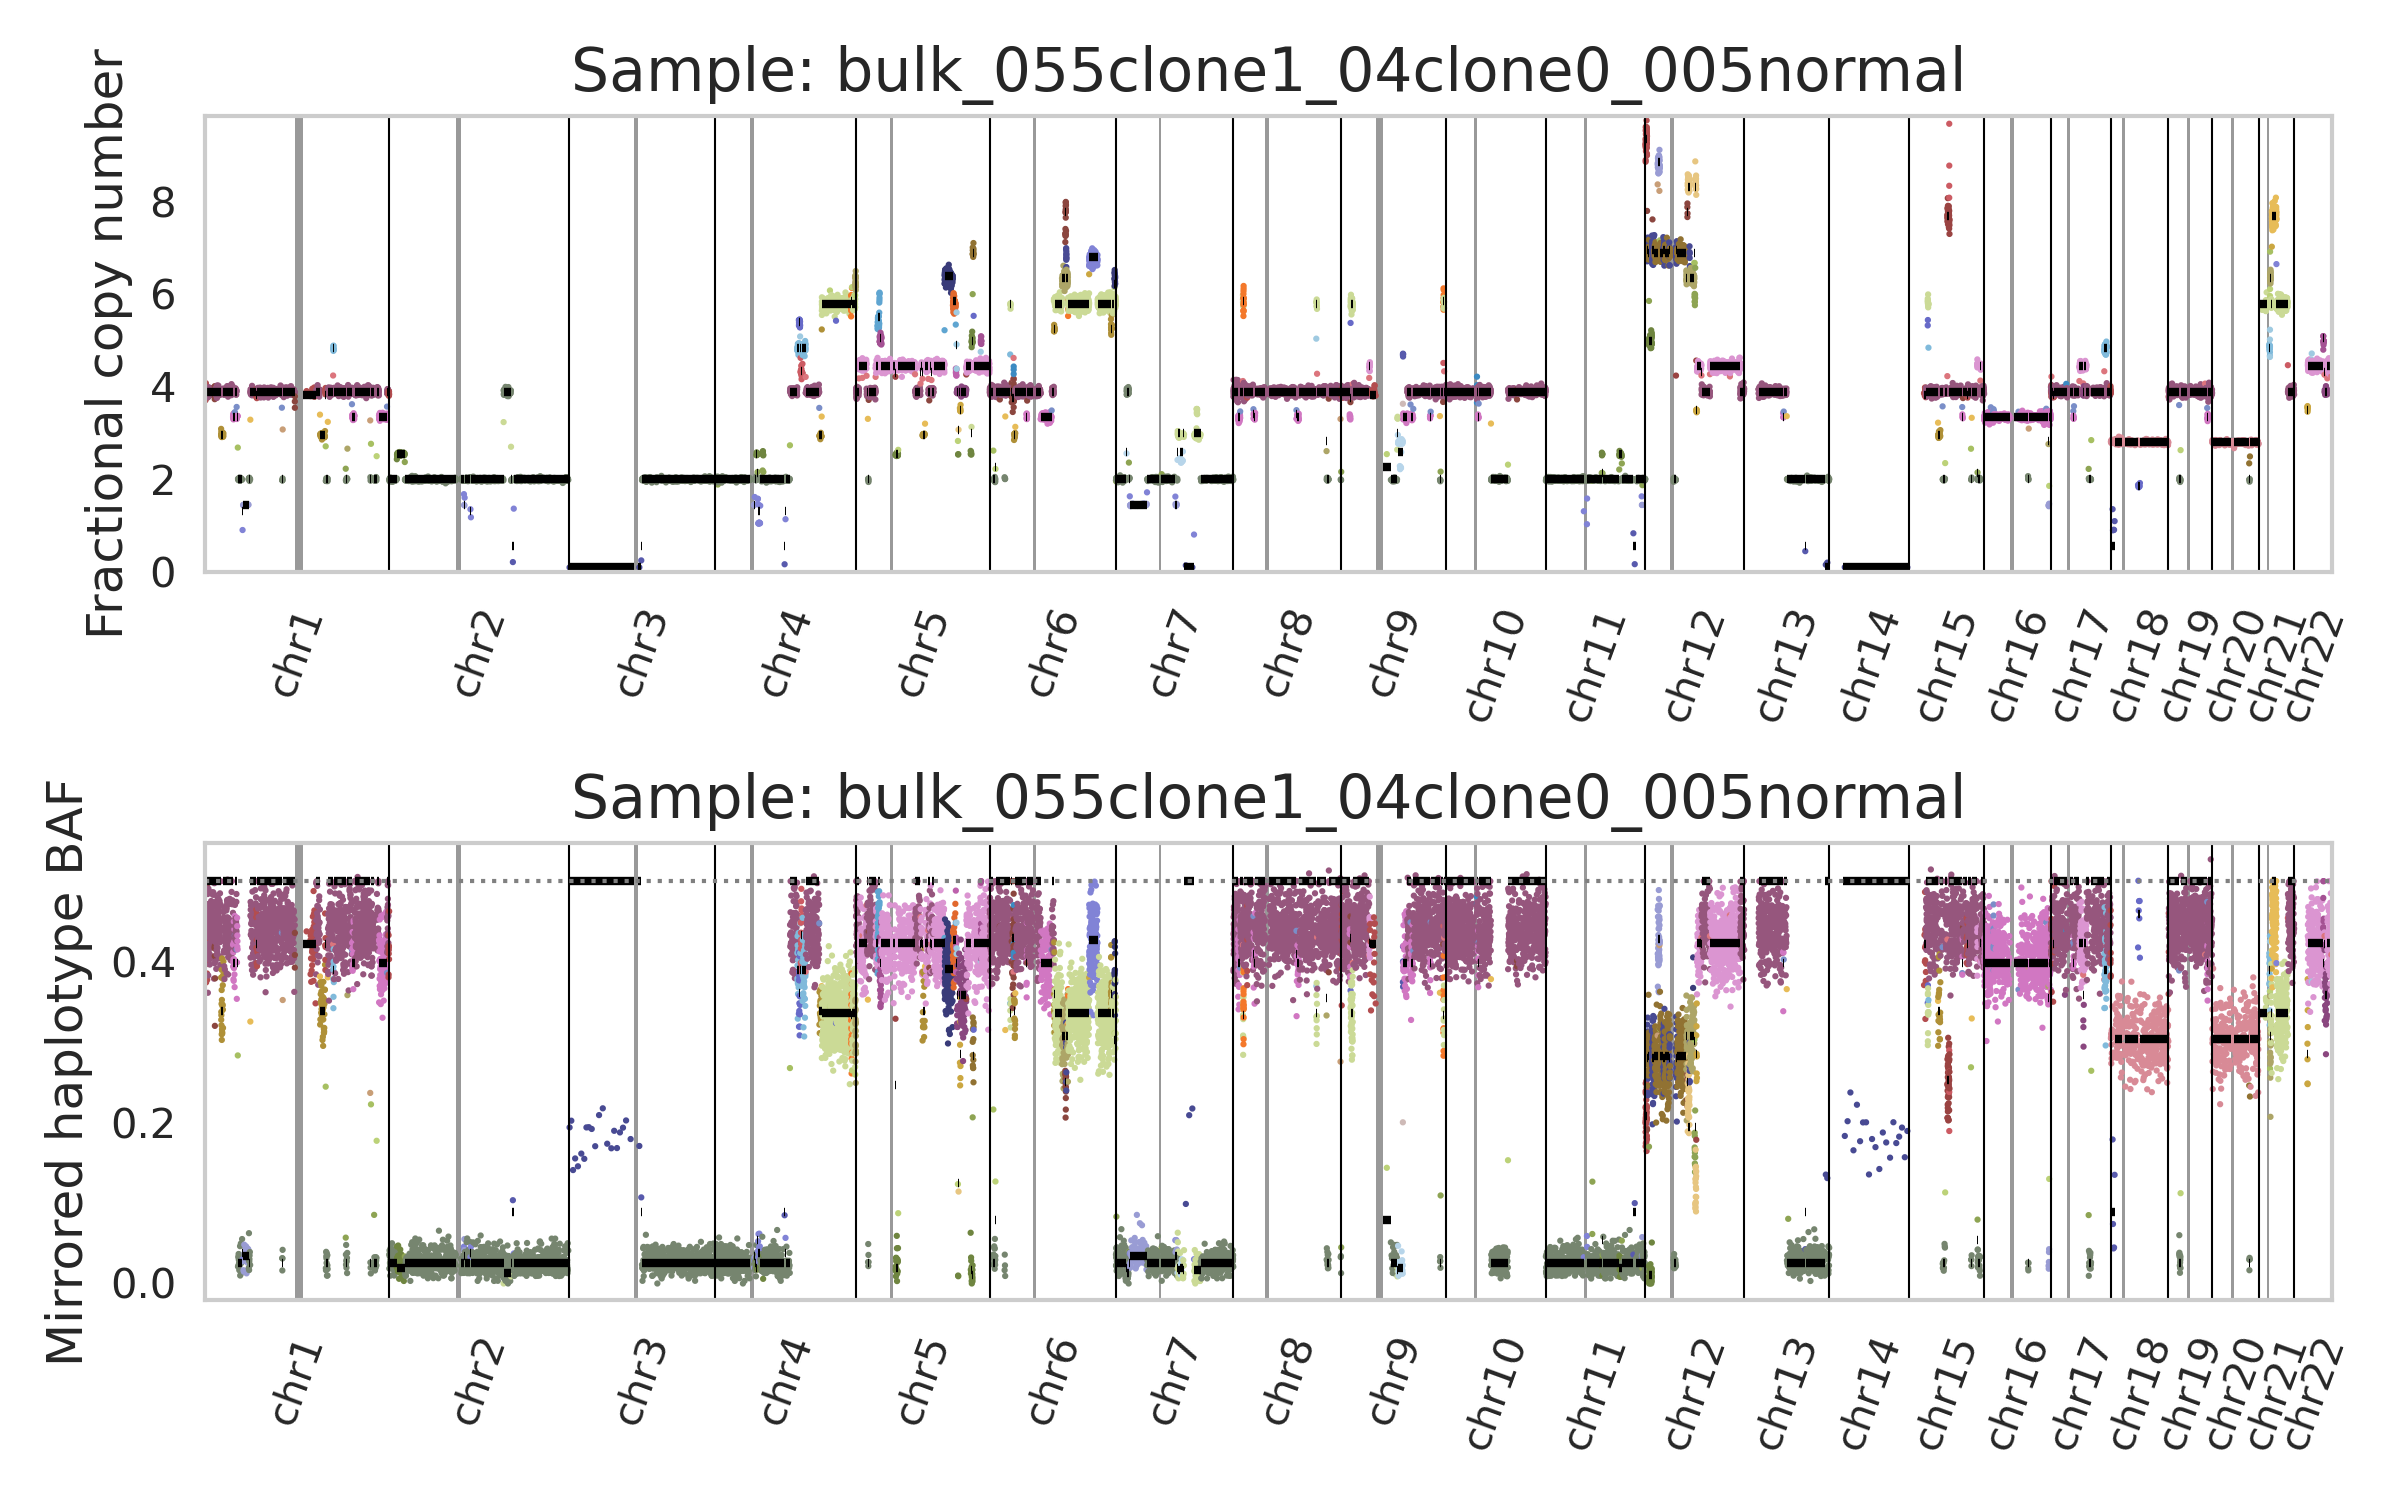 Sample: bulk_055clone1_04clone0_005normal
Fractional copy number
8
6
4
2
0
chr1
chr2
chr3
chr4
chr5
chr6
chr7
chr8
chr9
chr10
chr11
chr12
chr13
chr14
chr15
chr16
chr17
chr18
chr19
chr20
chr21
chr22
Sample: bulk_055clone1_04clone0_005normal
Mirrored haplotype BAF
0.4
0.2
0.0
chr1
chr2
chr3
chr4
chr5
chr6
chr7
chr8
chr9
chr10
chr11
chr12
chr13
chr14
chr15
chr16
chr17
chr18
chr19
chr20
chr21
chr22